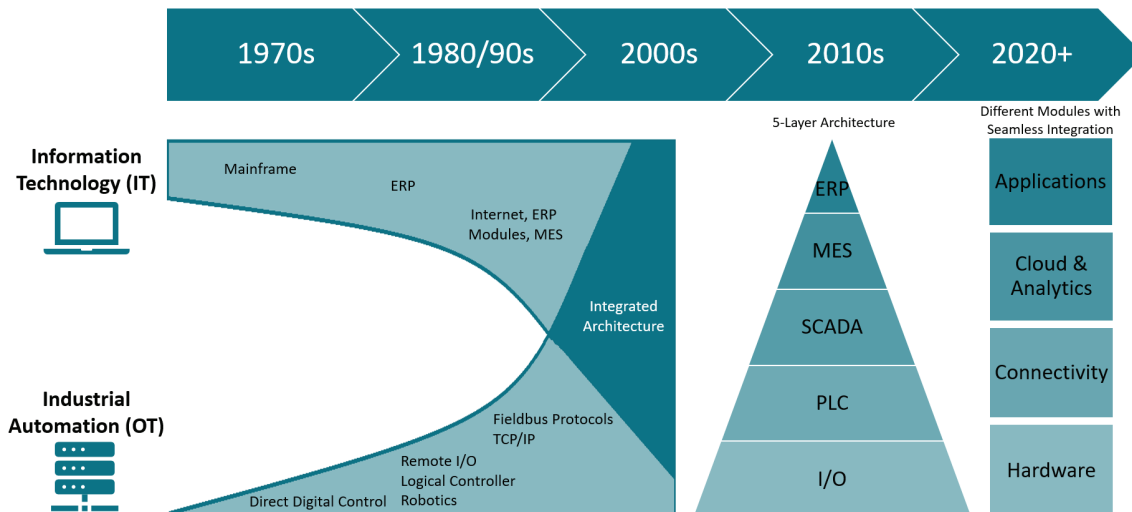 1970s
1980/90s
2000s
2010s
2020+
Information
Technology (IT)
Mainframe
ERP
Internet, ERP
Modules, MES
Integrated
Architecture
Industrial
Automation (OT)
Fieldbus Protocols
TCP/IP
Remote I/O
Logical Controller
Robotics
Direct Digital Control
5-Layer Architecture
ERP
MES
SCADA
PLC
I/O
Different Modules with
Seamless Integration
Applications
Cloud &
Analytics
Connectivity
Hardware